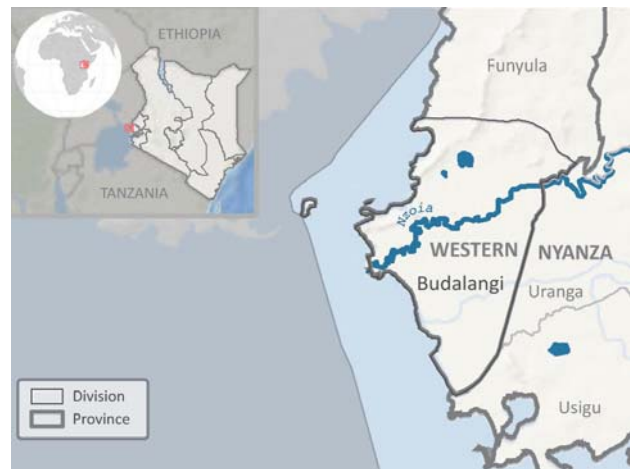 ETHIOPIA
TANZANIA
Funyula
Nzoia
WESTERN
NYANZA
Budalangi
Uranga
Usigu
Division
Province